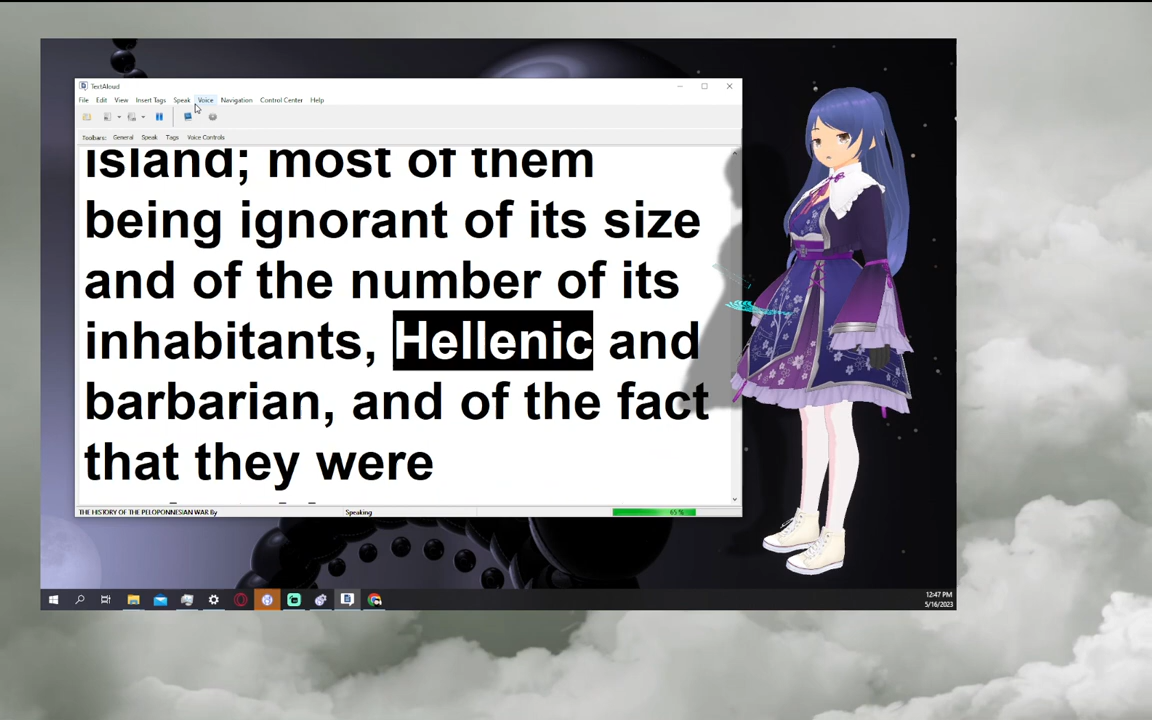 TextAloud
File Edit View Insert Tags Speak Voice Navigation Control Center Help
Toolbars: General Speak Tags Voice Controls
island; most of them
being ignorant of its size
and of the number of its
inhabitants, Hellenic and
barbarian, and of the fact
that they were
THE HISTORY OF THE PELOPONNESIAN WAR By Speaking 65 %
12:47 PM
5/16/2023